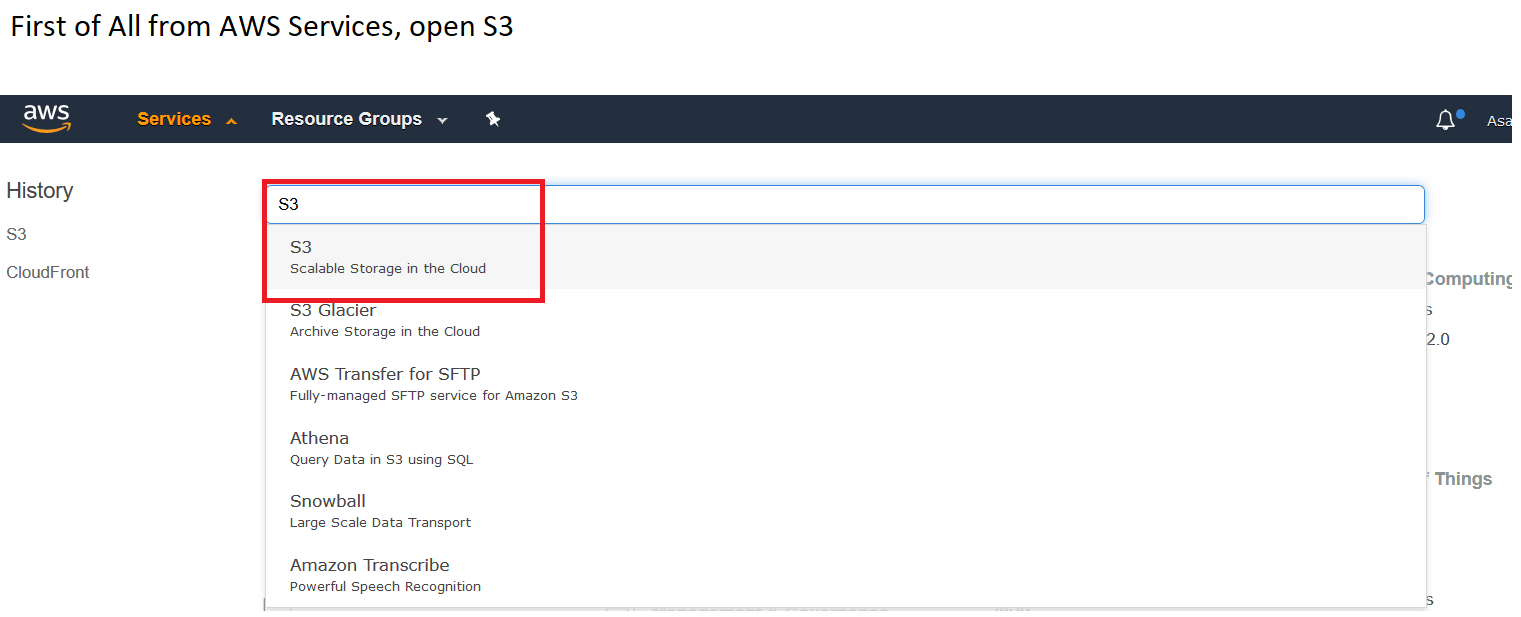 First of All from AWS Services, open S3
aws Services Resource Groups Asa
History
S3
CloudFront
S3
S3
Scalable Storage in the Cloud
S3 Glacier
Archive Storage in the Cloud
AWS Transfer for SFTP
Fully-managed SFTP service for Amazon S3
Athena
Query Data in S3 using SQL
Snowball
Large Scale Data Transport
Amazon Transcribe
Powerful Speech Recognition
Computing
s
2.0
Things
s